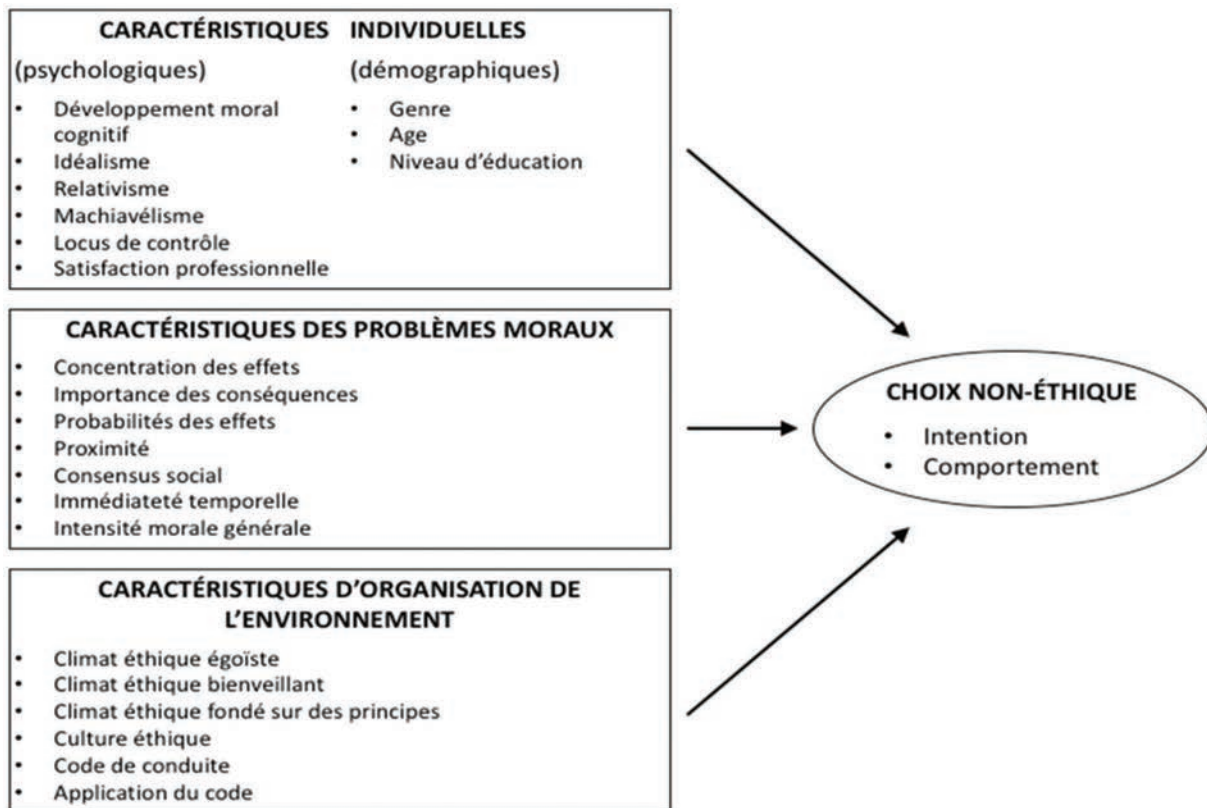 CARACTÉRISTIQUES INDIVIDUELLES
(psychologiques)
• Développement moral
cognitif
• Idéalisme
• Relativisme
• Machiavélisme
• Locus de contrôle
• Satisfaction professionnelle
(démographiques)
• Genre
• Age
• Niveau d'éducation
CARACTÉRISTIQUES DES PROBLÈMES MORAUX
• Concentration des effets
• Importance des conséquences
• Probabilités des effets
• Proximité
• Consensus social
• Immédiateté temporelle
• Intensité morale générale
CARACTÉRISTIQUES D'ORGANISATION DE
L'ENVIRONNEMENT
• Climat éthique égoïste
• Climat éthique bienveillant
• Climat éthique fondé sur des principes
• Culture éthique
• Code de conduite
• Application du code
CHOIX NON-ÉTHIQUE
• Intention
• Comportement